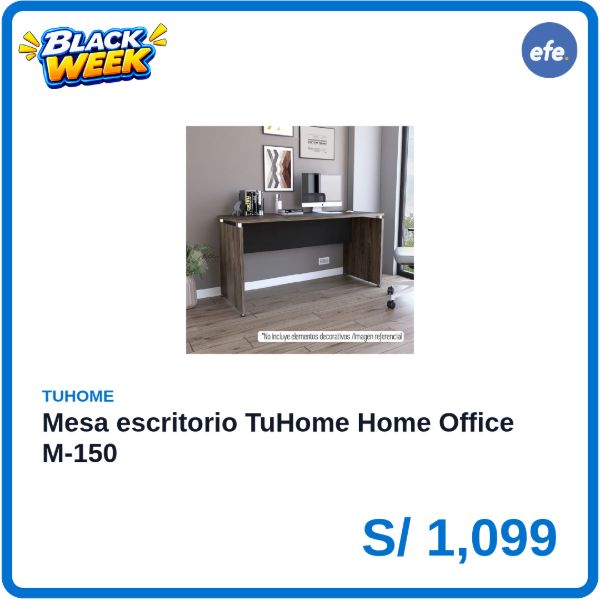 BLACK
WEEK
efe.
*No incluye elementos decorativos /Imagen referencial
TUHOME
Mesa escritorio TuHome Home Office
M-150
S/ 1,099